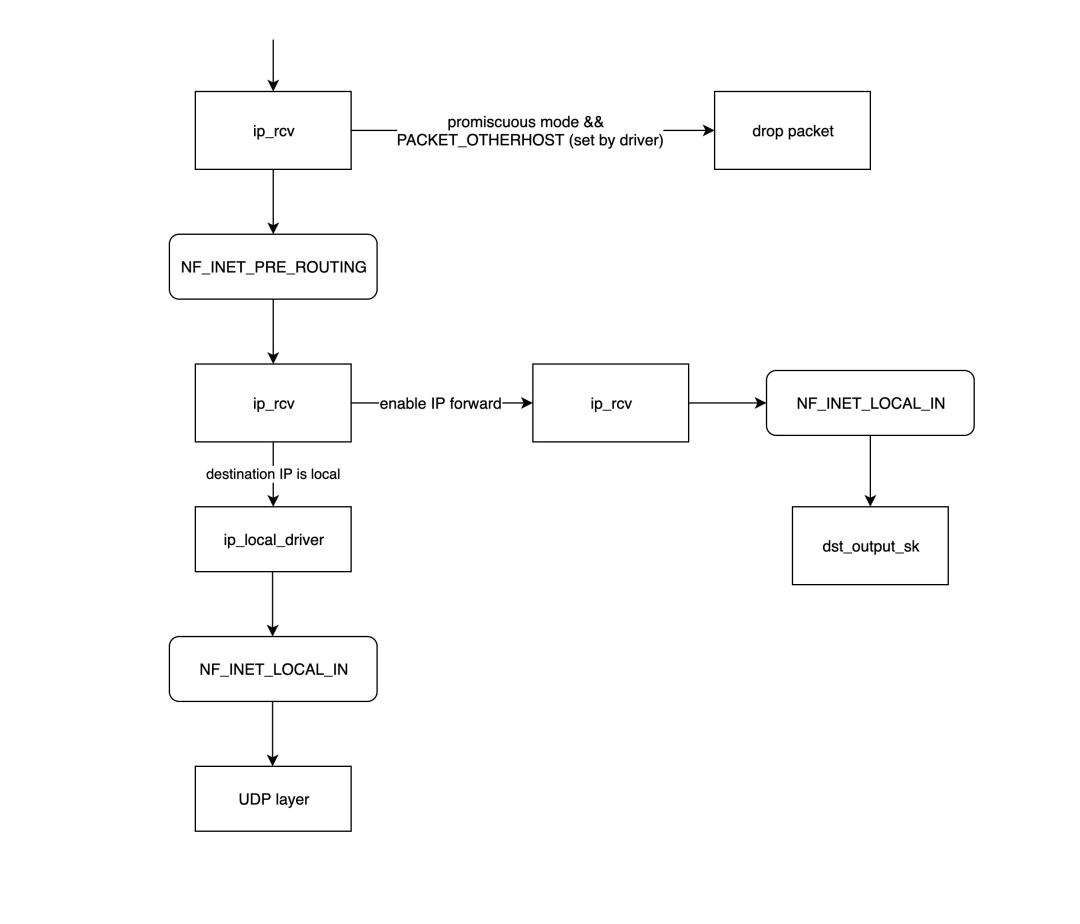 ip_rcv
promiscuous mode &&
PACKET_OTHERHOST (set by driver)
drop packet
NF_INET_PRE_ROUTING
ip_rcv
enable IP forward
ip_rcv
NF_INET_LOCAL_IN
destination IP is local
ip_local_driver
dst_output_sk
NF_INET_LOCAL_IN
UDP layer